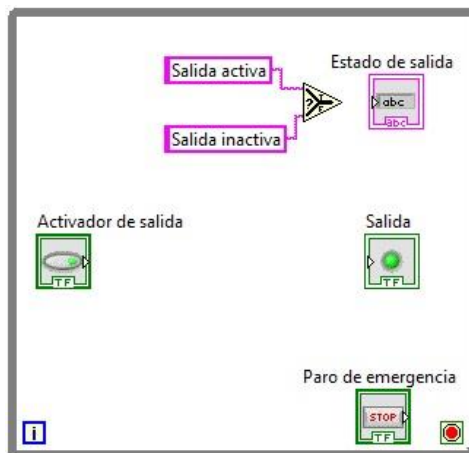 Estado de salida
Salida activa
abc
abc
Salida inactiva
? T F
Activador de salida
Salida
TF
TF
Paro de emergencia
STOP
TF
i